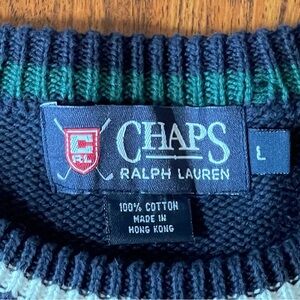 C
RL
CHAPS
RALPH LAUREN
L
100% COTTON
MADE IN
HONG KONG